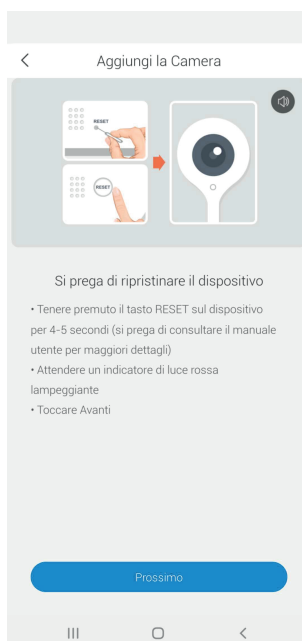 Aggiungi la Camera
RESET
RESET
Si prega di ripristinare il dispositivo
• Tenere premuto il tasto RESET sul dispositivo
per 4-5 secondi (si prega di consultare il manuale
utente per maggiori dettagli)
• Attendere un indicatore di luce rossa
lampeggiante
• Toccare Avanti
Prossimo